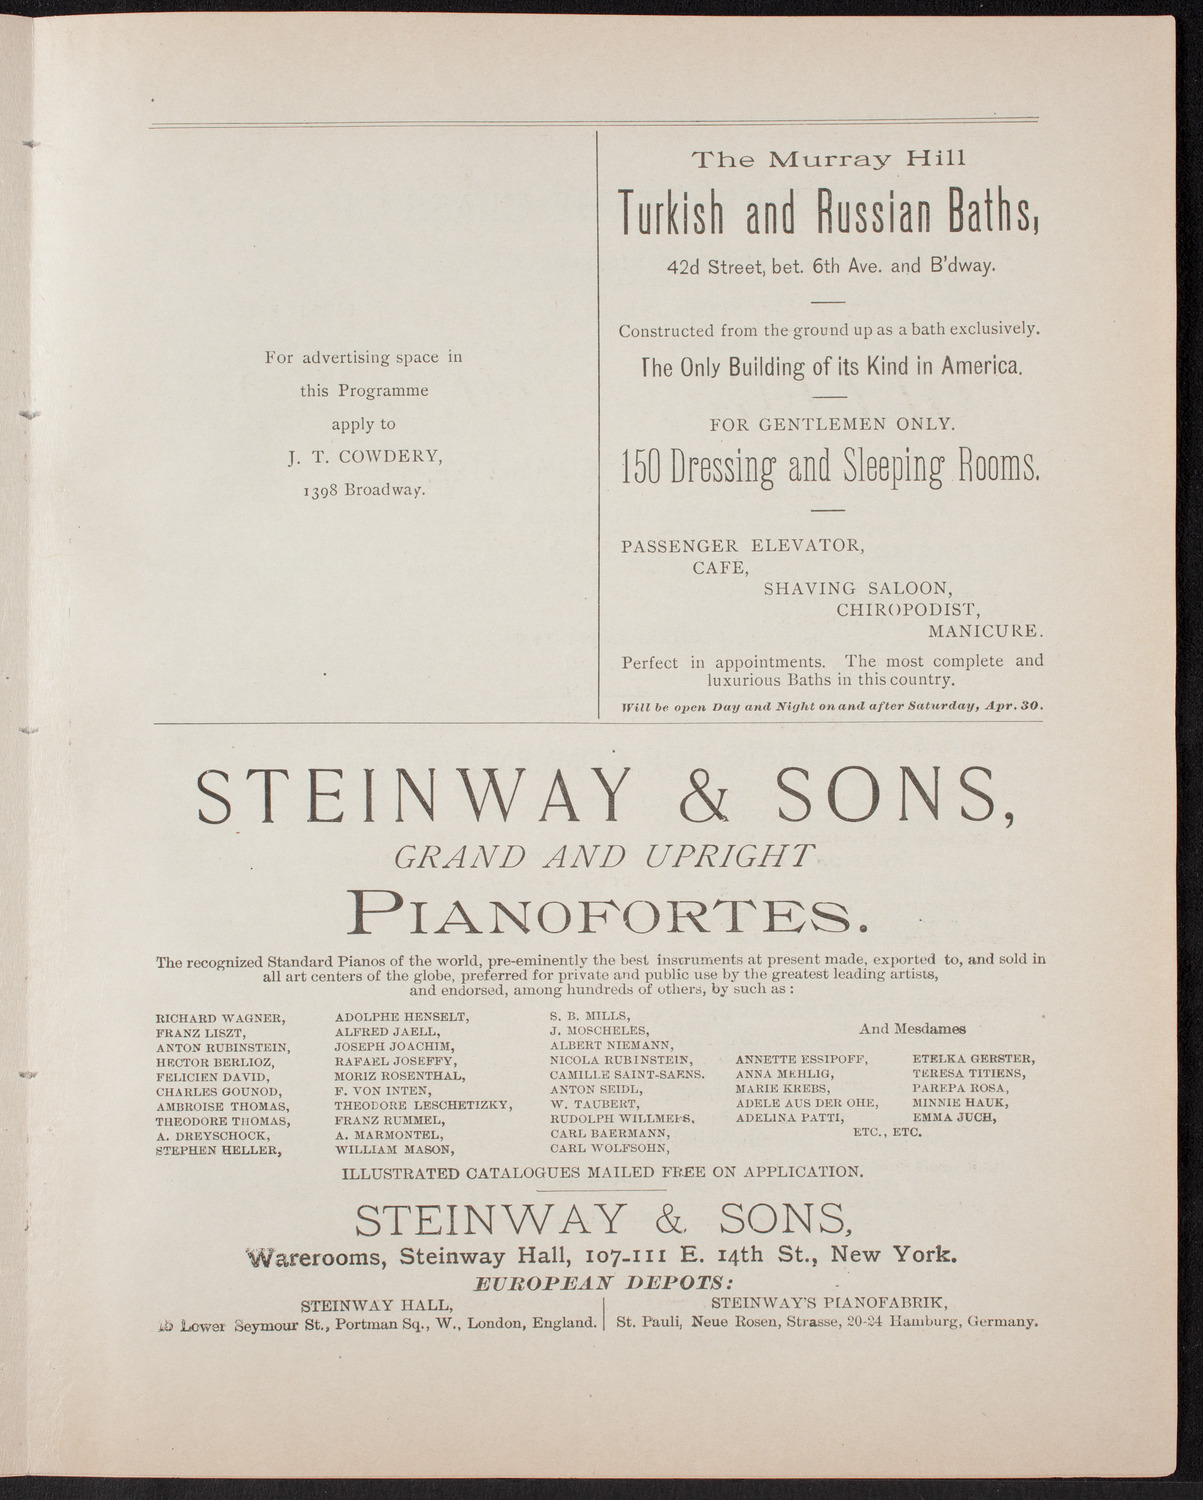 For advertising space in
this Programme
apply to
J. T. COWDERY,
1398 Broadway.
The Murray Hill
Turkish and Russian Baths,
42d Street, bet. 6th Ave. and B'dway.
Constructed from the ground up as a bath exclusively.
The Only Building of its Kind in America.
FOR GENTLEMEN ONLY.
150 Dressing and Sleeping Rooms.
PASSENGER ELEVATOR,
CAFE,
SHAVING SALOON,
CHIROPODIST,
MANICURE.
Perfect in appointments. The most complete and
luxurious Baths in this country.
Will be open Day and Night on and after Saturday, Apr. 30.
STEINWAY & SONS,
GRAND AND UPRIGHT
PIANOFORTES.
The recognized Standard Pianos of the world, pre-eminently the best instruments at present made, exported to, and sold in
all art centers of the globe, preferred for private and public use by the greatest leading artists,
and endorsed, among hundreds of others, by such as :
RICHARD WAGNER,
FRANZ LISZT,
ANTON RUBINSTEIN,
HECTOR BERLIOZ,
FELICIEN DAVID,
CHARLES GOUNOD,
AMBROISE THOMAS,
THEODORE THOMAS,
A. DREYSCHOCK,
STEPHEN HELLER,
ADOLPHE HENSELT,
ALFRED JAELL,
JOSEPH JOACHIM,
RAFAEL JOSEFFY,
MORIZ ROSENTHAL,
F. VON INTEN,
THEODORE LESCHETIZKY,
FRANZ RUMMEL,
A. MARMONTEL,
WILLIAM MASON,
S. B. MILLS,
J. MOSCHELES,
ALBERT NIEMANN,
NICOLA RUBINSTEIN,
CAMILLE SAINT-SAENS.
ANTON SEIDL,
W. TAUBERT,
RUDOLPH WILLMERS,
CARL BAERMANN,
CARL WOLFSOHN,
And Mesdames
ANNETTE ESSIPOFF,
ANNA MEHLIG,
MARIE KREBS,
ADELE AUS DER OHE,
ADELINA PATTI,
ETELKA GERSTER,
TERESA TITIENS,
PAREPA ROSA,
MINNIE HAUK,
EMMA JUCH,
ETC., ETC.
ILLUSTRATED CATALOGUES MAILED FREE ON APPLICATION.
STEINWAY & SONS,
Warerooms, Steinway Hall, 107-111 E. 14th St., New York.
EUROPEAN DEPOTS:
STEINWAY HALL,
Lower Seymour St., Portman Sq., W., London, England.
STEINWAY'S PIANOFABRIK,
St. Pauli, Neue Rosen, Strasse, 20-24 Hamburg, Germany.